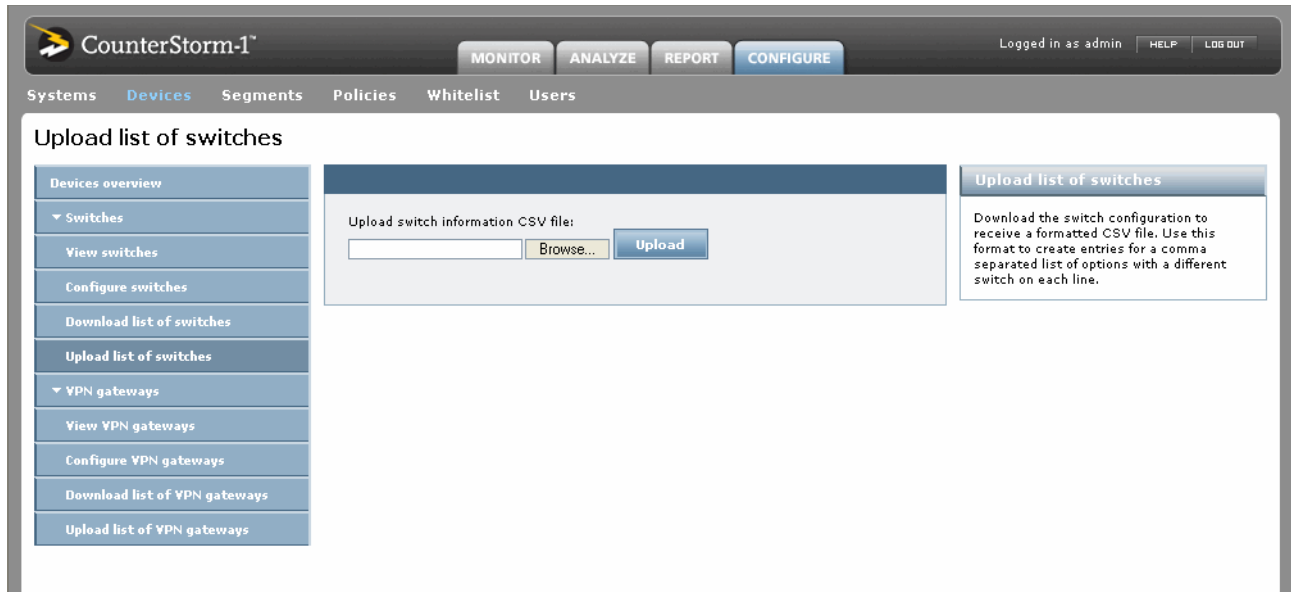 CounterStorm-1™
MONITOR ANALYZE REPORT CONFIGURE
Logged in as admin HELP LOG OUT
Systems Devices Segments Policies Whitelist Users
Upload list of switches
Devices overview
Switches
View switches
Configure switches
Download list of switches
Upload list of switches
VPN gateways
View VPN gateways
Configure VPN gateways
Download list of VPN gateways
Upload list of VPN gateways
Upload switch information CSV file:
Browse... Upload
Upload list of switches
Download the switch configuration to
receive a formatted CSV file. Use this
format to create entries for a comma
separated list of options with a different
switch on each line.